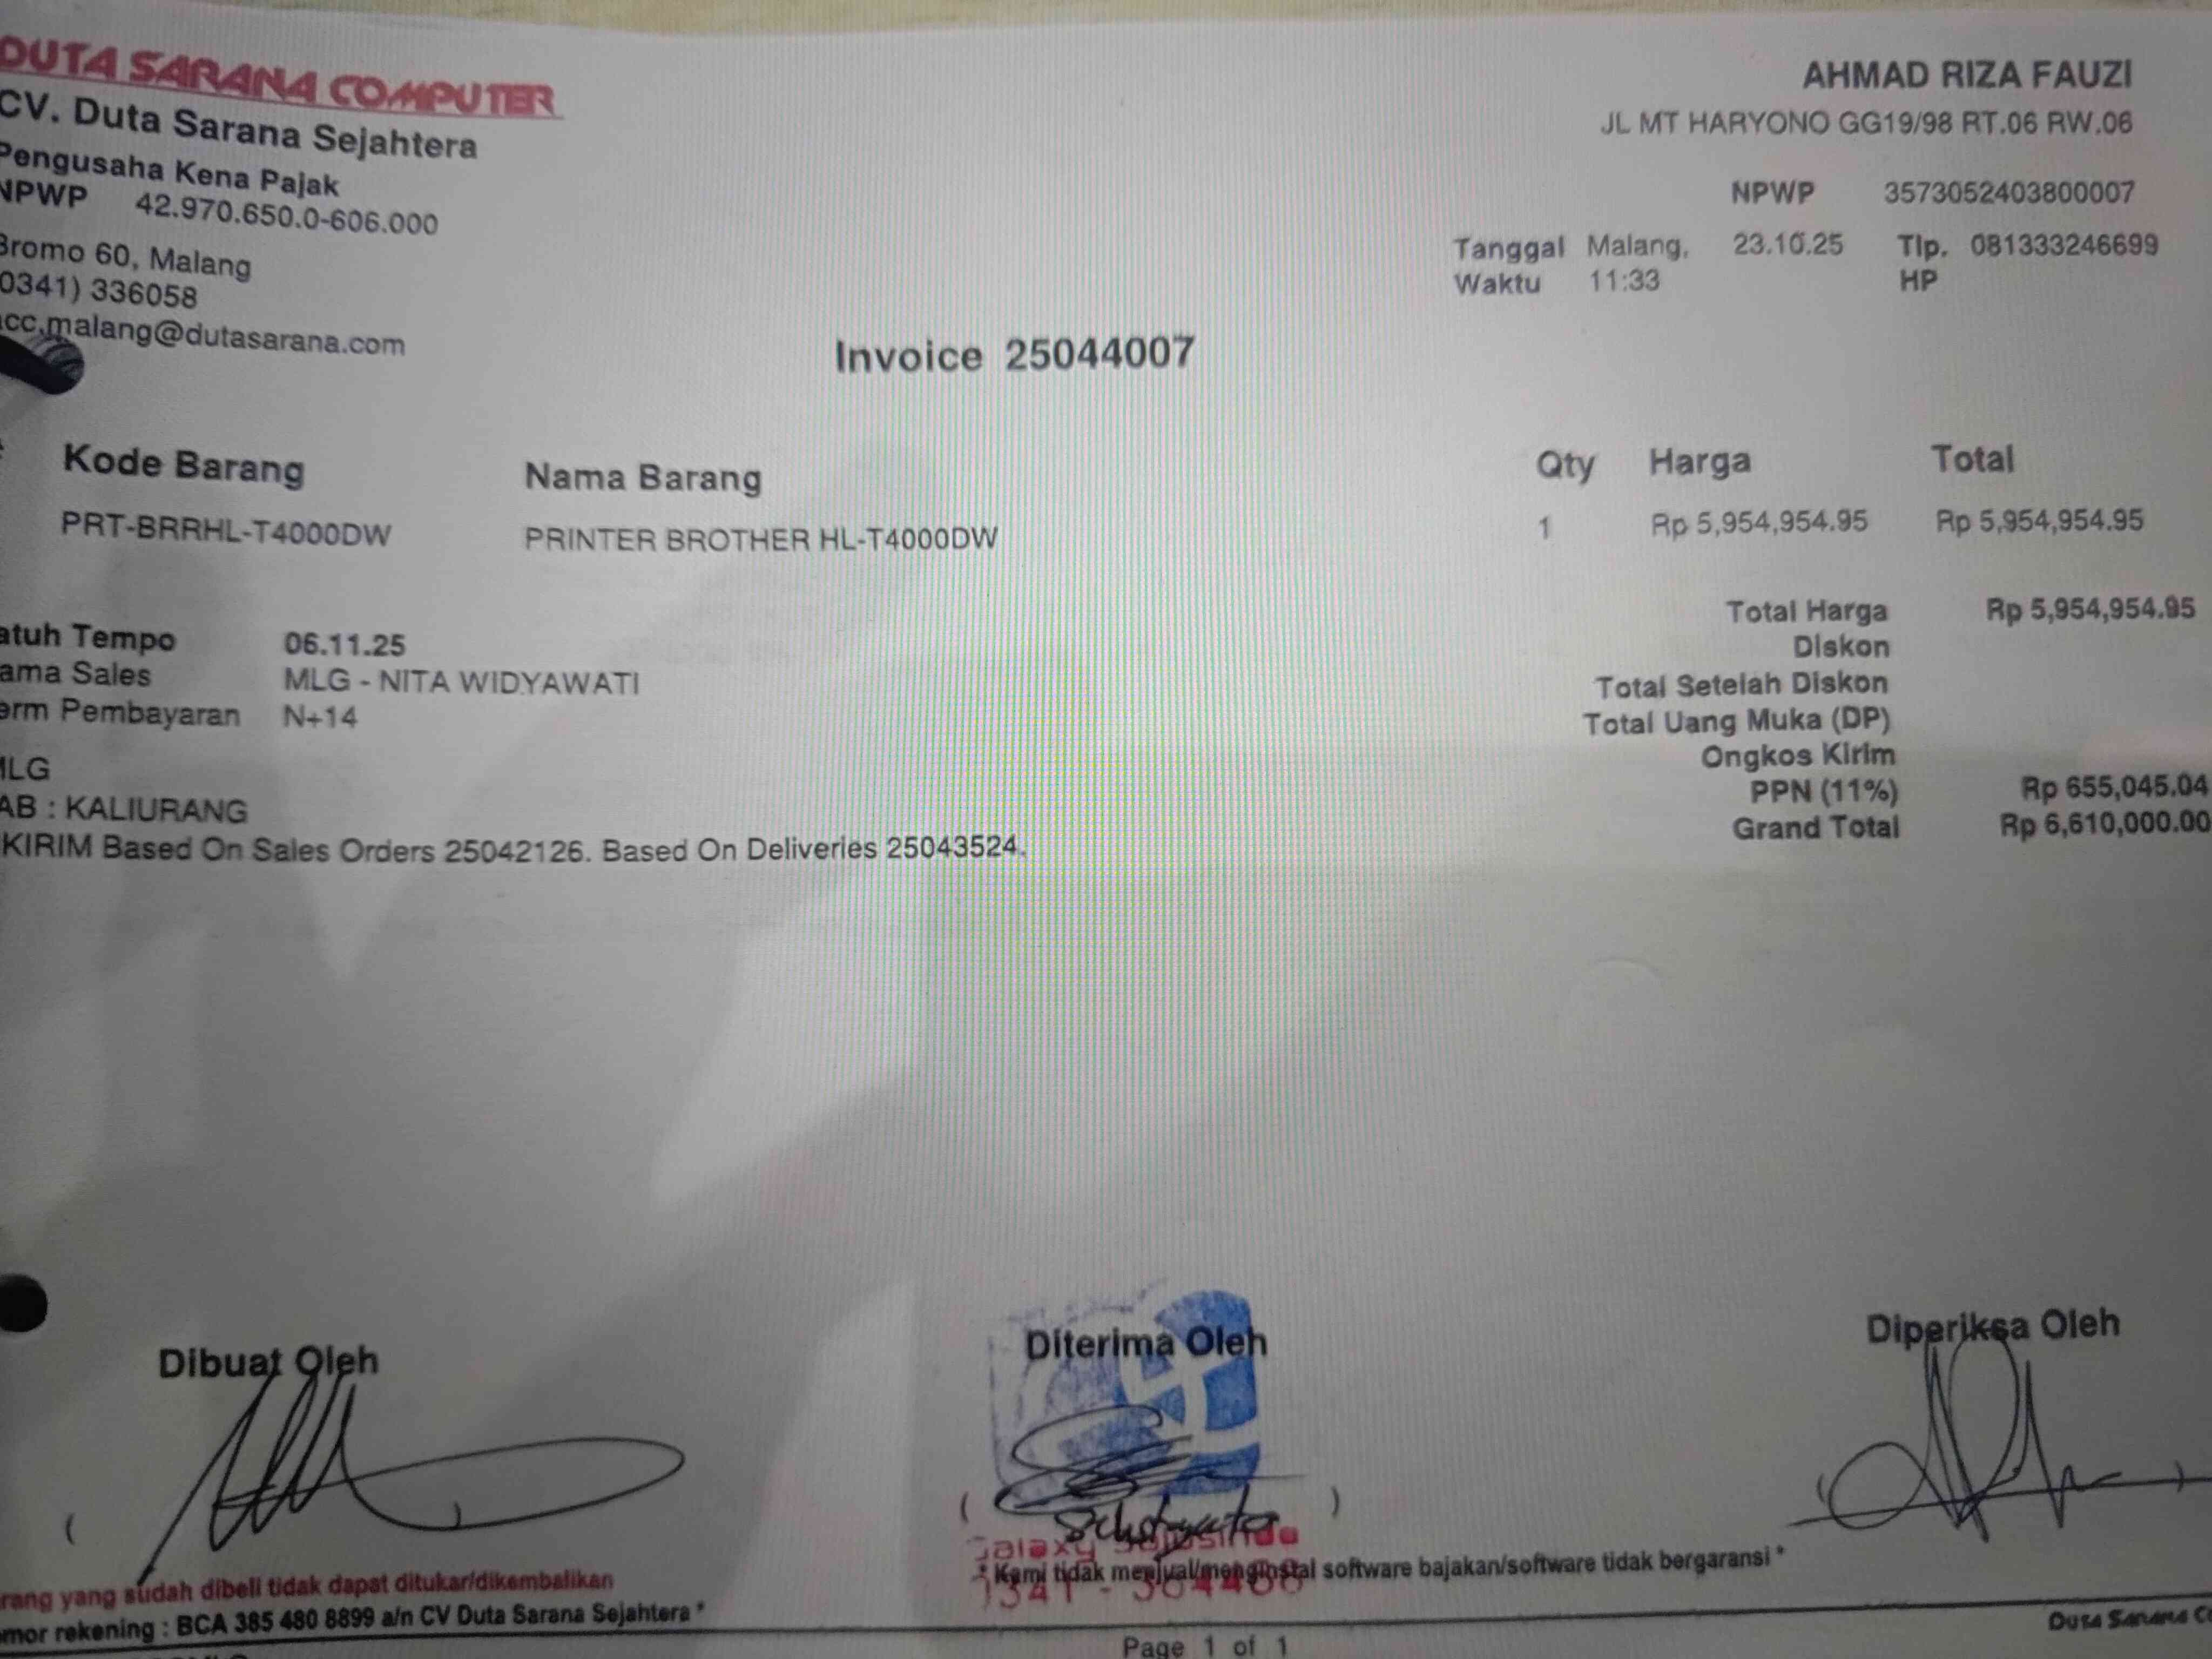 DUTA SARANA COMPUTER
CV. Duta Sarana Sejahtera
Pengusaha Kena Pajak
NPWP 42.970.650.0-606.000
Bromo 60, Malang
0341) 336058
acc.malang@dutasarana.com
AHMAD RIZA FAUZI
JL MT HARYONO GG19/98 RT.06 RW.06
NPWP 3573052403800007
Tanggal Malang, 23.10.25 Tlp. 081333246699
Waktu 11:33 HP
Invoice 25044007
Kode Barang Nama Barang Qty Harga Total
PRT-BRRHL-T4000DW PRINTER BROTHER HL-T4000DW 1 Rp 5,954,954.95 Rp 5,954,954.95
Total Harga Rp 5,954,954.95
Diskon
Total Setelah Diskon
Total Uang Muka (DP)
Ongkos Kirim
PPN (11%) Rp 655,045.04
Grand Total Rp 6,610,000.00
atuh Tempo 06.11.25
ama Sales MLG - NITA WIDYAWATI
erm Pembayaran N+14
MLG
AB : KALIURANG
KIRIM Based On Sales Orders 25042126. Based On Deliveries 25043524.
Dibuat Oleh Diterima Oleh Diperiksa Oleh
( ( ) ( )
rang yang sudah dibeli tidak dapat ditukar/dikembalikan
* Kami tidak menjual/menginstal software bajakan/software tidak bergaransi *
omor rekening : BCA 385 480 8899 a/n CV Duta Sarana Sejahtera *
DUTA SARANA
Page 1 of 1